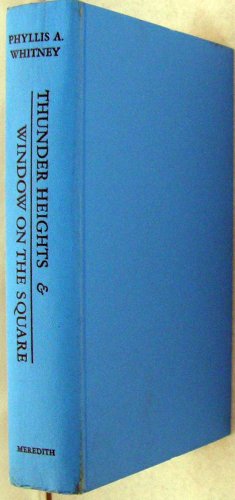 PHYLLIS A.
WHITNEY
THUNDER HEIGHTS &
WINDOW ON THE SQUARE
MEREDITH